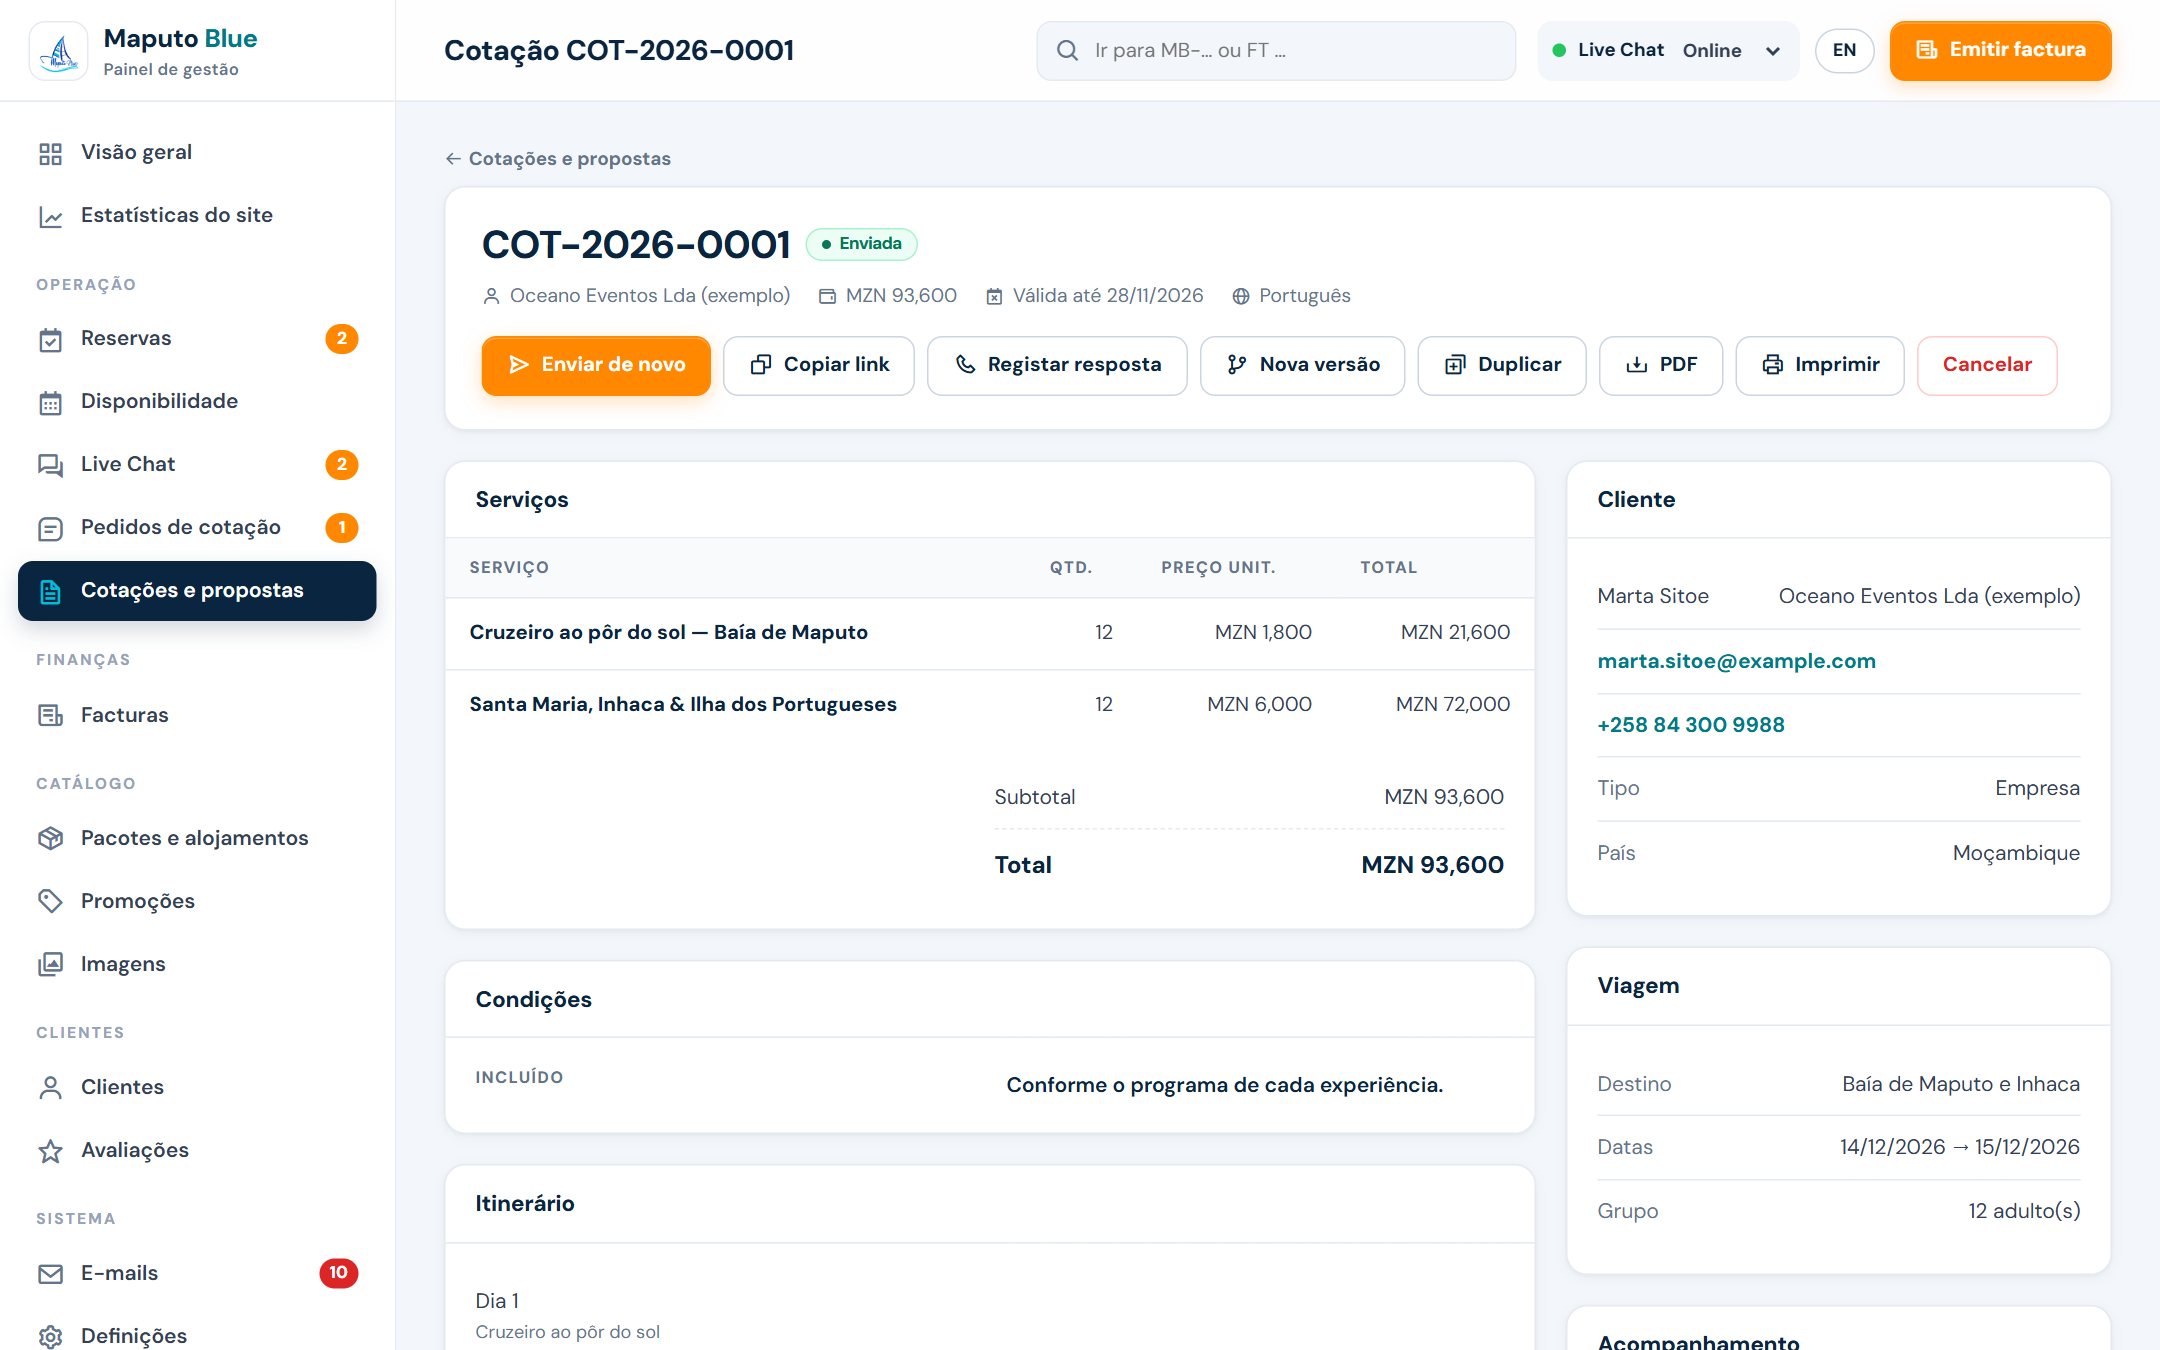 Maputo Blue
Painel de gestão
Cotação COT-2026-0001
Ir para MB-... ou FT ...
Live Chat Online
EN
Emitir factura
Visão geral
Estatísticas do site
OPERAÇÃO
Reservas 2
Disponibilidade
Live Chat 2
Pedidos de cotação 1
Cotações e propostas
FINANÇAS
Facturas
CATÁLOGO
Pacotes e alojamentos
Promoções
Imagens
CLIENTES
Clientes
Avaliações
SISTEMA
E-mails 10
Definições
← Cotações e propostas
COT-2026-0001 Enviada
Oceano Eventos Lda (exemplo) MZN 93,600 Válida até 28/11/2026 Português
Enviar de novo Copiar link Registar resposta Nova versão Duplicar PDF Imprimir Cancelar
Serviços
SERVIÇO QTD. PREÇO UNIT. TOTAL
Cruzeiro ao pôr do sol — Baía de Maputo 12 MZN 1,800 MZN 21,600
Santa Maria, Inhaca & Ilha dos Portugueses 12 MZN 6,000 MZN 72,000
Subtotal MZN 93,600
Total MZN 93,600
Condições
INCLUÍDO Conforme o programa de cada experiência.
Itinerário
Dia 1
Cruzeiro ao pôr do sol
Cliente
Marta Sitoe Oceano Eventos Lda (exemplo)
marta.sitoe@example.com
+258 84 300 9988
Tipo Empresa
País Moçambique
Viagem
Destino Baía de Maputo e Inhaca
Datas 14/12/2026 → 15/12/2026
Grupo 12 adulto(s)
Acompanhamento